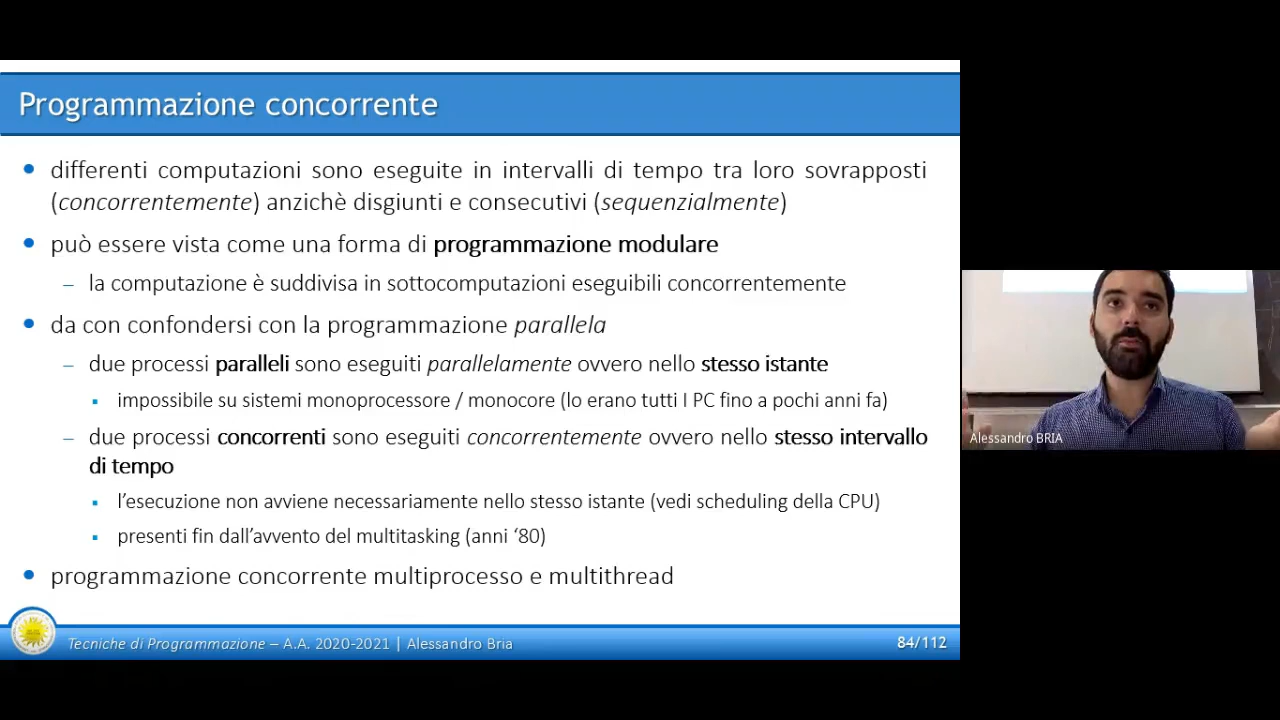 Programmazione concorrente
differenti computazioni sono eseguite in intervalli di tempo tra loro sovrapposti
(concorrentemente) anzichè disgiunti e consecutivi (sequenzialmente)
può essere vista come una forma di programmazione modulare
– la computazione è suddivisa in sottocomputazioni eseguibili concorrentemente
da con confondersi con la programmazione parallela
– due processi paralleli sono eseguiti parallelamente ovvero nello stesso istante
impossibile su sistemi monoprocessore / monocore (lo erano tutti I PC fino a pochi anni fa)
– due processi concorrenti sono eseguiti concorrentemente ovvero nello stesso intervallo
di tempo
l'esecuzione non avviene necessariamente nello stesso istante (vedi scheduling della CPU)
presenti fin dall'avvento del multitasking (anni '80)
programmazione concorrente multiprocesso e multithread
Tecniche di Programmazione – A.A. 2020-2021 | Alessandro Bria
84/112
Alessandro BRIA